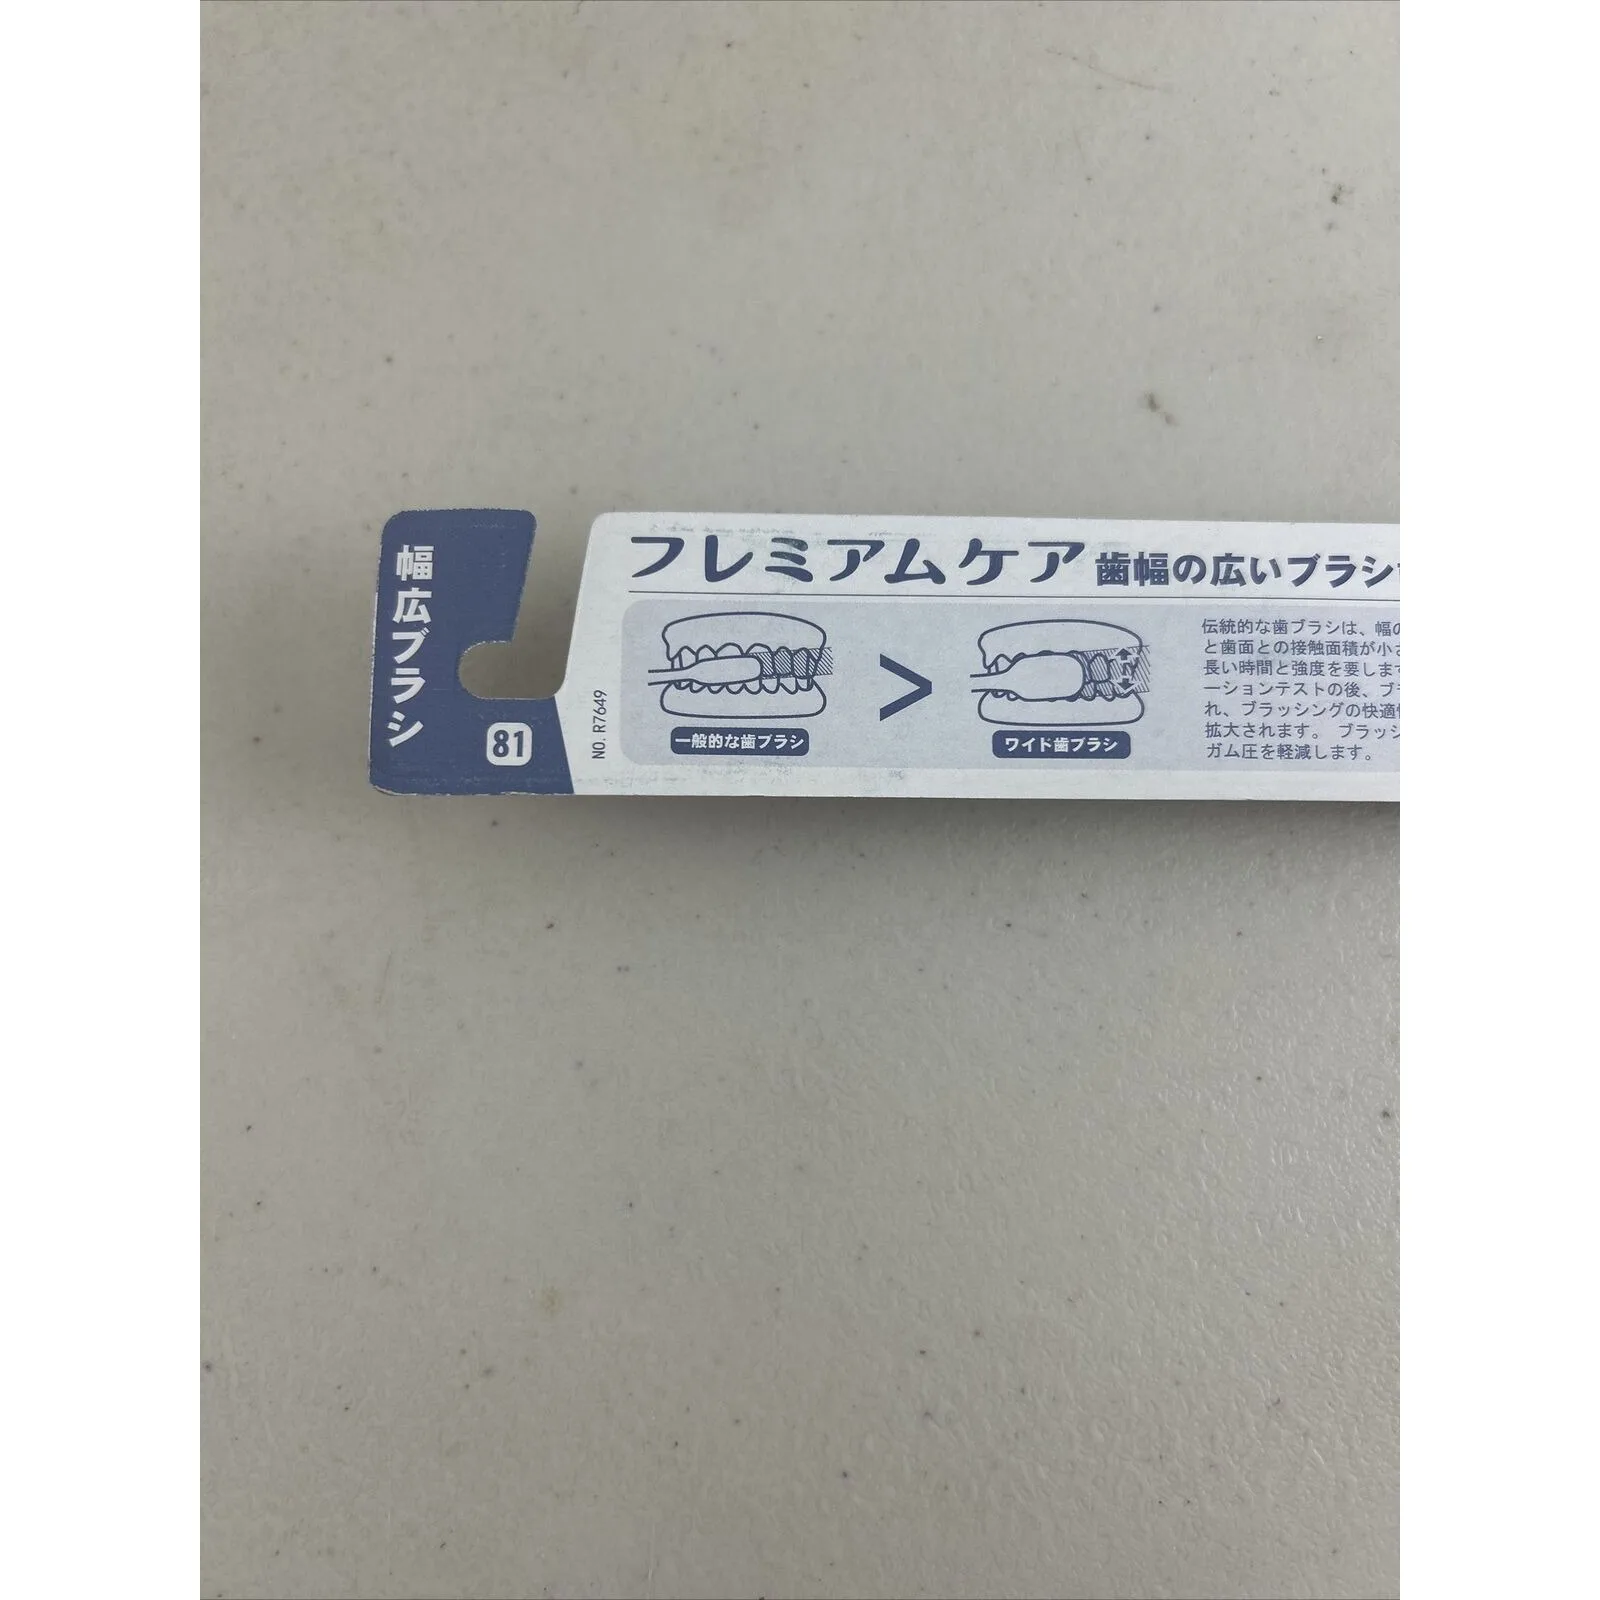 幅広ブラシ
81
NO. R7649
プレミアムケア 歯幅の広いブラシ
一般的な歯ブラシ
>
ワイド歯ブラシ
伝統的な歯ブラシは、幅の
と歯面との接触面積が小さ
長い時間と強度を要します
ーションテストの後、ブ
れ、ブラッシングの快適
拡大されます。 ブラッシ
ガム圧を軽減します。